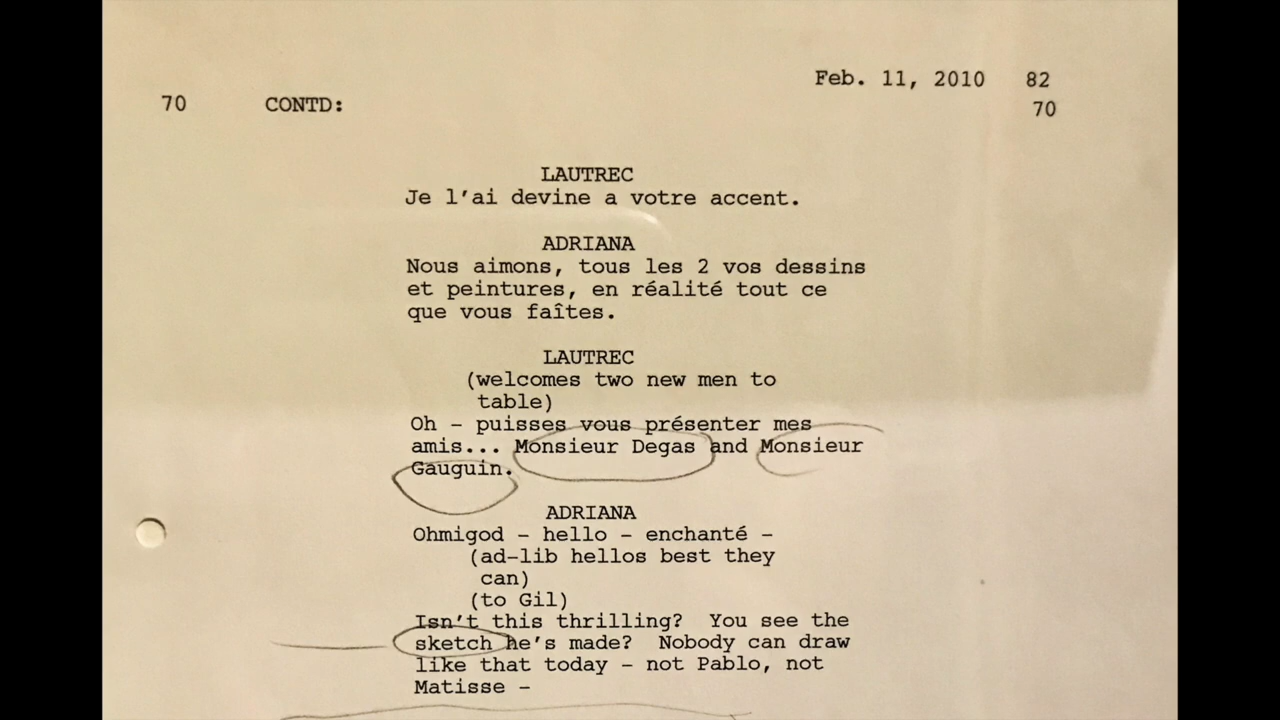 Feb. 11, 2010 82
70 CONTD: 70
LAUTREC
Je l'ai devine a votre accent.
ADRIANA
Nous aimons, tous les 2 vos dessins
et peintures, en réalité tout ce
que vous faîtes.
LAUTREC
(welcomes two new men to
table)
Oh - puisses vous présenter mes
amis... Monsieur Degas and Monsieur
Gauguin.
ADRIANA
Ohmigod - hello - enchanté -
(ad-lib hellos best they
can)
(to Gil)
Isn't this thrilling? You see the
sketch he's made? Nobody can draw
like that today - not Pablo, not
Matisse -